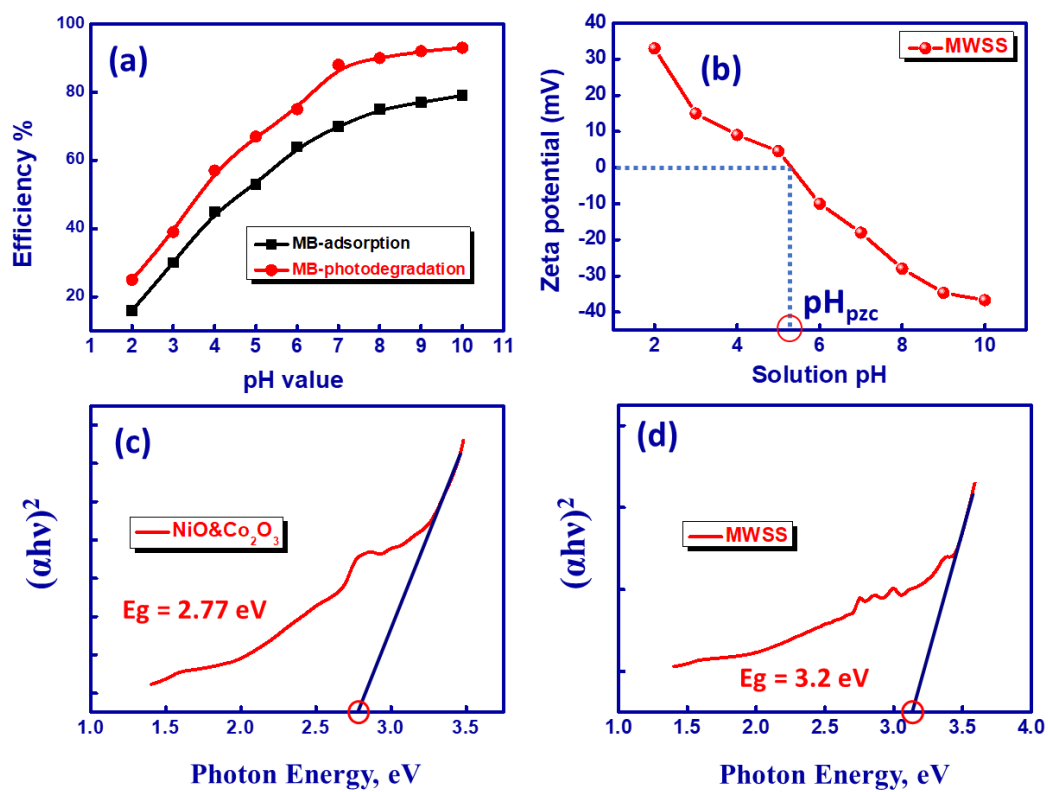 (a)
Efficiency %
100
80
60
40
20
MB-adsorption
MB-photodegradation
1 2 3 4 5 6 7 8 9 10 11
pH value
(b)
Zeta potential (mV)
40
30
20
10
0
-10
-20
-30
-40
MWSS
pHpzc
2 4 6 8 10
Solution pH
(c)
(αhν)²
NiO&Co₂O₃
Eg = 2.77 eV
1.0 1.5 2.0 2.5 3.0 3.5
Photon Energy, eV
(d)
(αhν)²
MWSS
Eg = 3.2 eV
1.0 1.5 2.0 2.5 3.0 3.5 4.0
Photon Energy, eV